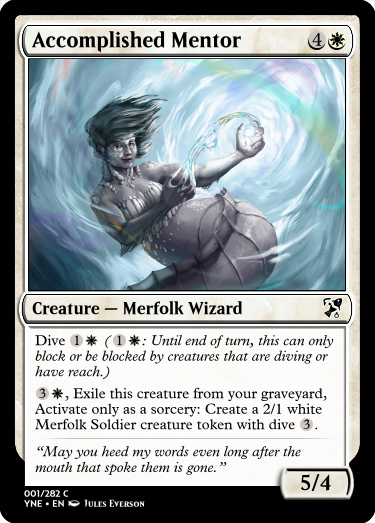 Accomplished Mentor 4
Creature — Merfolk Wizard
Dive 1 (1: Until end of turn, this can only
block or be blocked by creatures that are diving or
have reach.)
3, Exile this creature from your graveyard,
Activate only as a sorcery: Create a 2/1 white
Merfolk Soldier creature token with dive 3.
“May you heed my words even long after the
mouth that spoke them is gone.”
5/4
001/282 C
YNE • EN Jules Everson